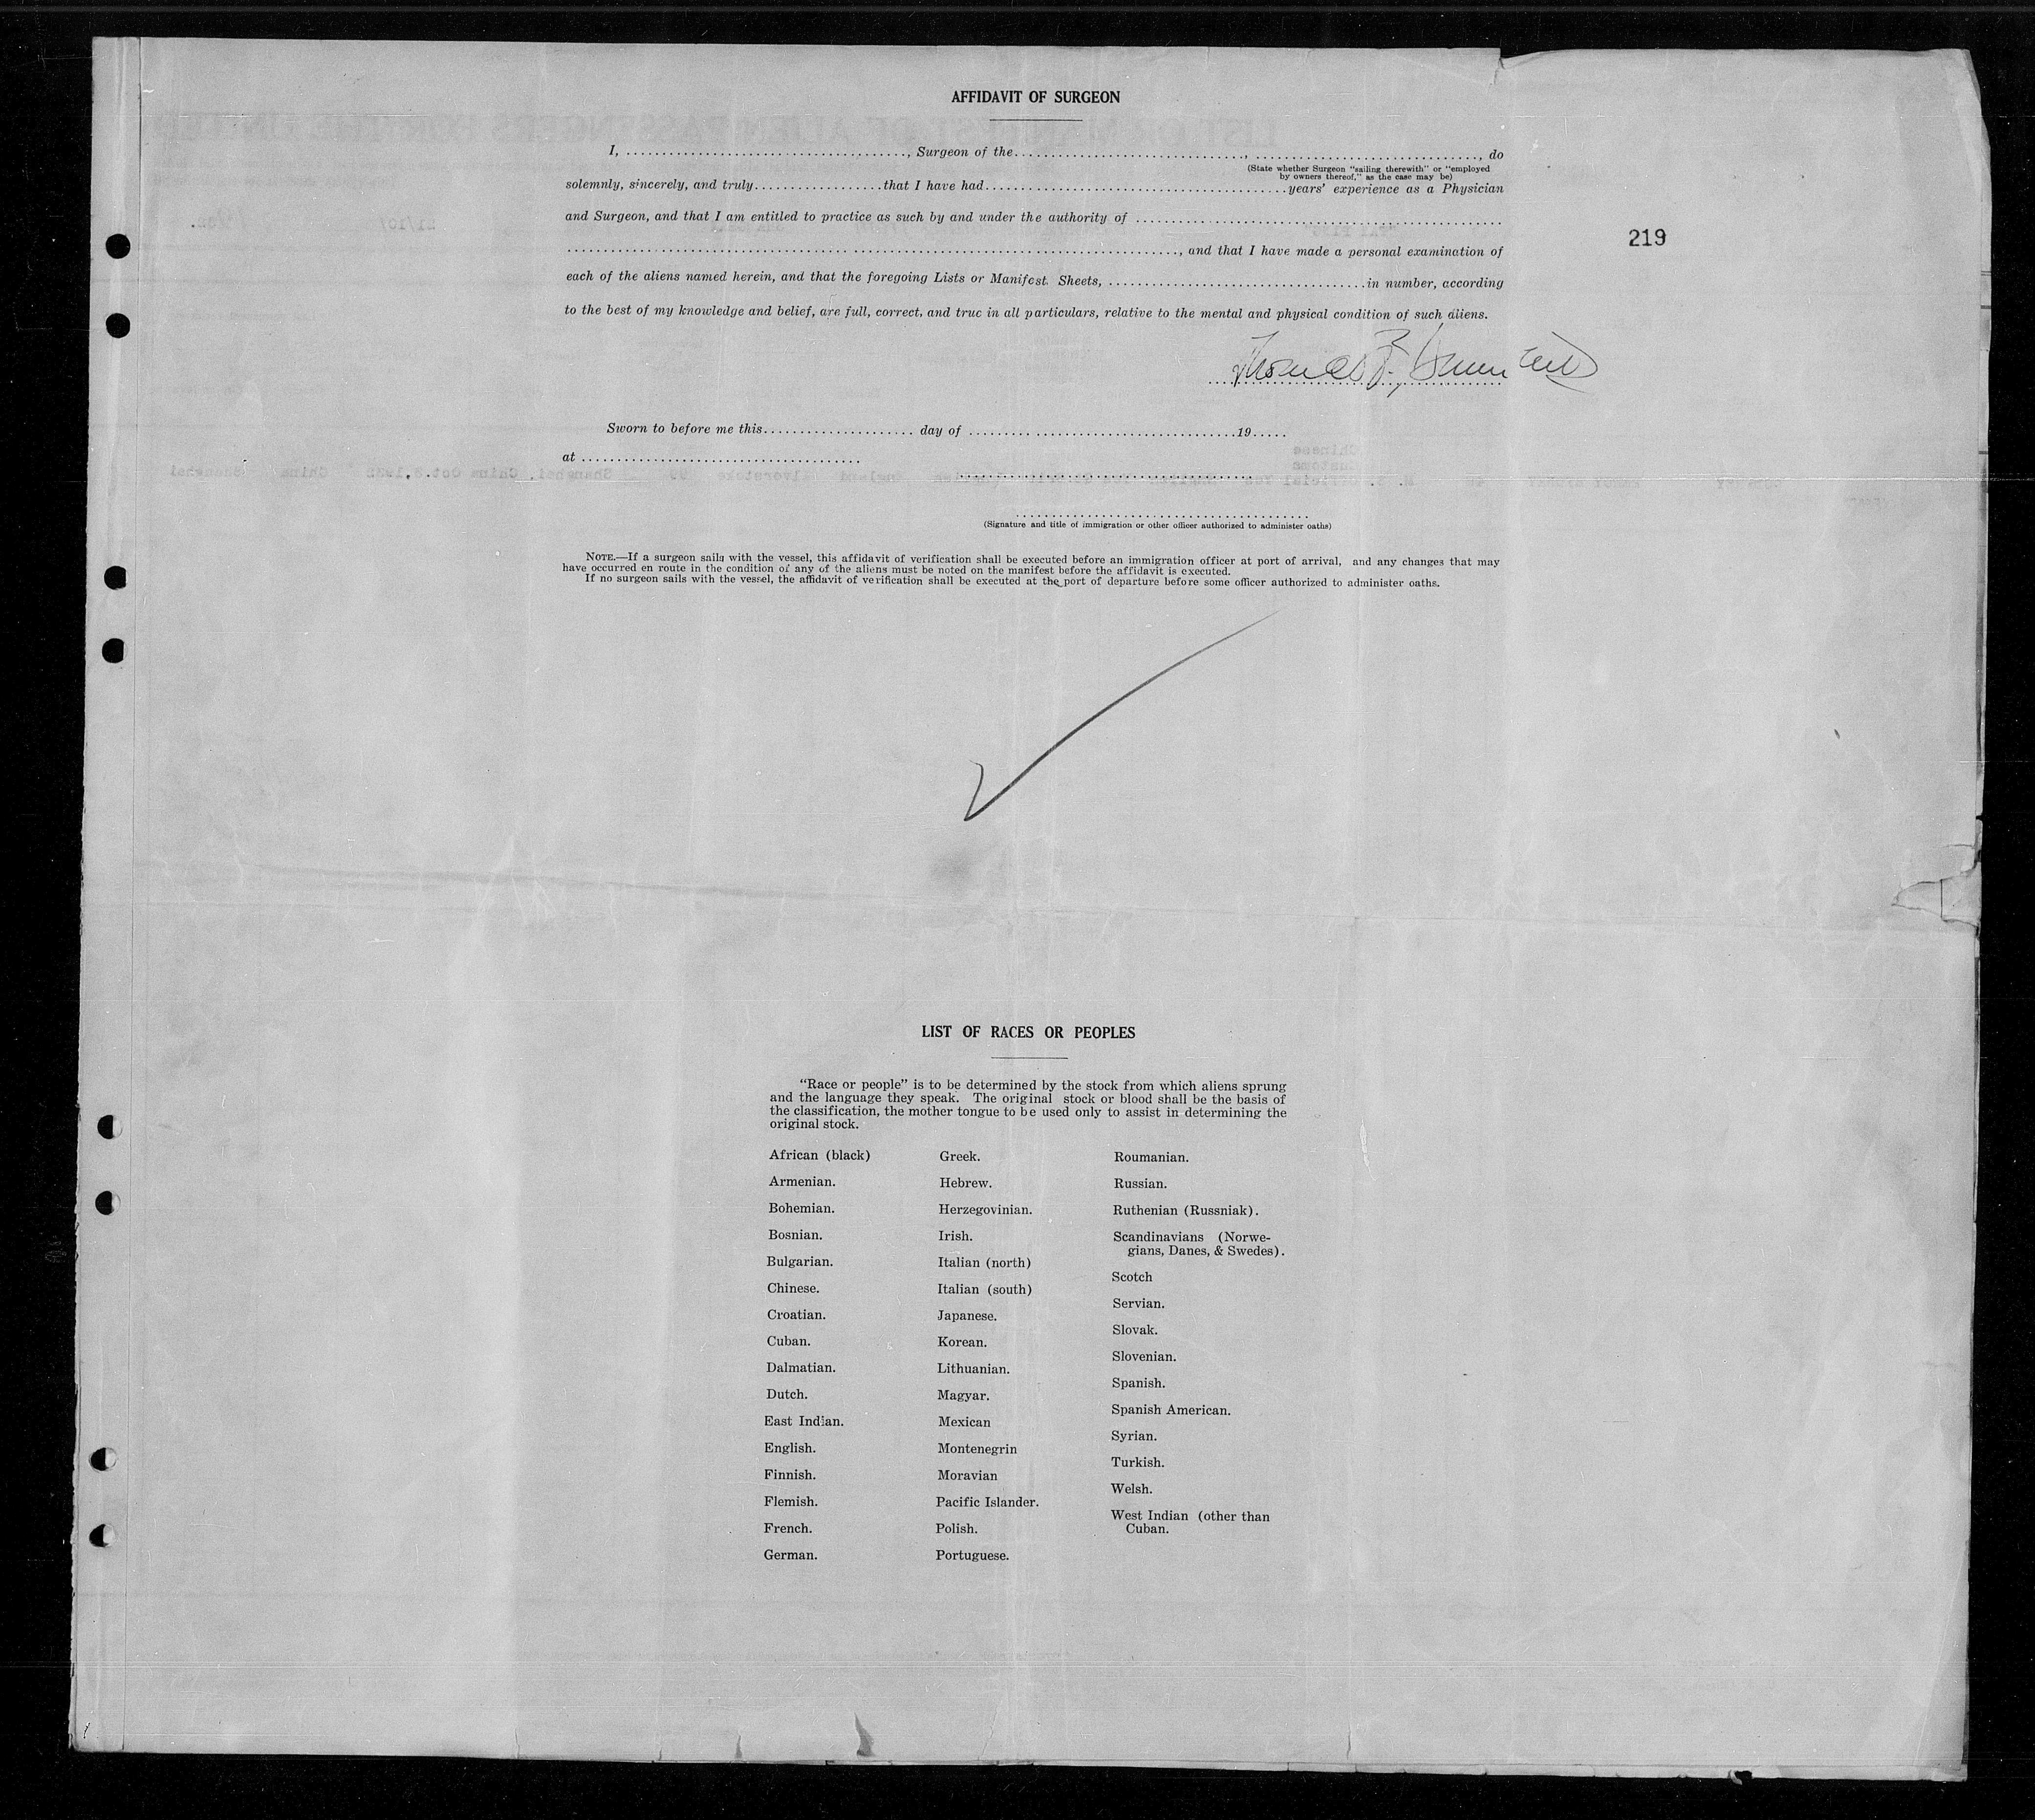 AFFIDAVIT OF SURGEON
I, ......................................, Surgeon of the..............................., .............................., do
(State whether Surgeon "sailing therewith" or "employed
by owners thereof," as the case may be)
solemnly, sincerely, and truly..................that I have had..........................................years' experience as a Physician
and Surgeon, and that I am entitled to practice as such by and under the authority of ..................................................
..................................................................................., and that I have made a personal examination of
219
each of the aliens named herein, and that the foregoing Lists or Manifest Sheets, ....................................in number, according
to the best of my knowledge and belief, are full, correct, and true in all particulars, relative to the mental and physical condition of such aliens.
Sworn to before me this..................... day of .....................................19.....
at ......................................
(Signature and title of immigration or other officer authorized to administer oaths)
NOTE.—If a surgeon sails with the vessel, this affidavit of verification shall be executed before an immigration officer at port of arrival, and any changes that may
have occurred en route in the condition of any of the aliens must be noted on the manifest before the affidavit is executed.
If no surgeon sails with the vessel, the affidavit of verification shall be executed at the port of departure before some officer authorized to administer oaths.
LIST OF RACES OR PEOPLES
"Race or people" is to be determined by the stock from which aliens sprung
and the language they speak. The original stock or blood shall be the basis of
the classification, the mother tongue to be used only to assist in determining the
original stock.
African (black)
Armenian.
Bohemian.
Bosnian.
Bulgarian.
Chinese.
Croatian.
Cuban.
Dalmatian.
Dutch.
East Indian.
English.
Finnish.
Flemish.
French.
German.
Greek.
Hebrew.
Herzegovinian.
Irish.
Italian (north)
Italian (south)
Japanese.
Korean.
Lithuanian.
Magyar.
Mexican
Montenegrin
Moravian
Pacific Islander.
Polish.
Portuguese.
Roumanian.
Russian.
Ruthenian (Russniak).
Scandinavians (Norwe-
gians, Danes, & Swedes).
Scotch
Servian.
Slovak.
Slovenian.
Spanish.
Spanish American.
Syrian.
Turkish.
Welsh.
West Indian (other than
Cuban.